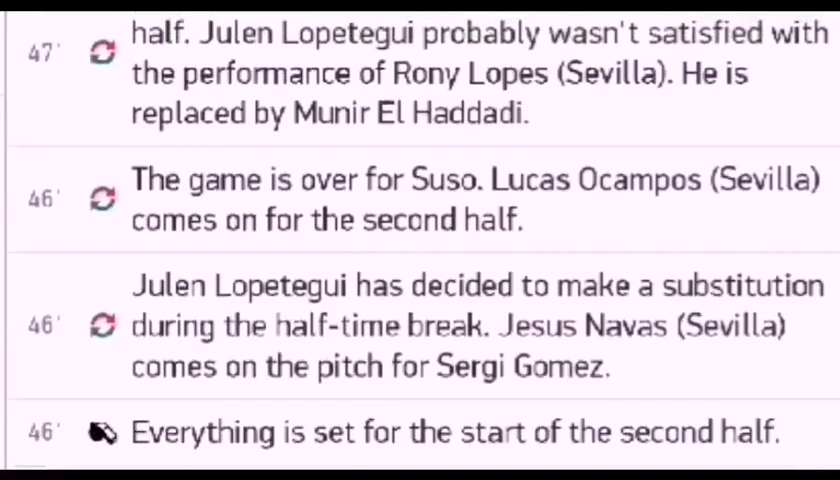 47' half. Julen Lopetegui probably wasn't satisfied with
the performance of Rony Lopes (Sevilla). He is
replaced by Munir El Haddadi.
46' The game is over for Suso. Lucas Ocampos (Sevilla)
comes on for the second half.
Julen Lopetegui has decided to make a substitution
46' during the half-time break. Jesus Navas (Sevilla)
comes on the pitch for Sergi Gomez.
46' Everything is set for the start of the second half.